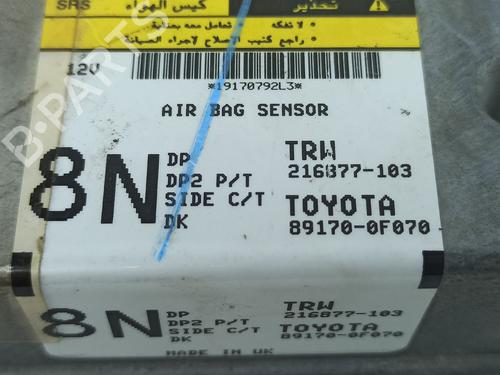 SRS كيس الهواء تحذير
• لا تفكه • تعامل معه بعناية
• راجع كتيب اصلاح لاجراء الصيانة
12V
*19170792L3*
AIR BAG SENSOR
8N DP TRW
DP2 P/T 216877-103
SIDE C/T TOYOTA
DK 89170-0F070
8N DP TRW
DP2 P/T 216877-103
SIDE C/T TOYOTA
DK 89170-0F070
MADE IN UK
B-PARTS